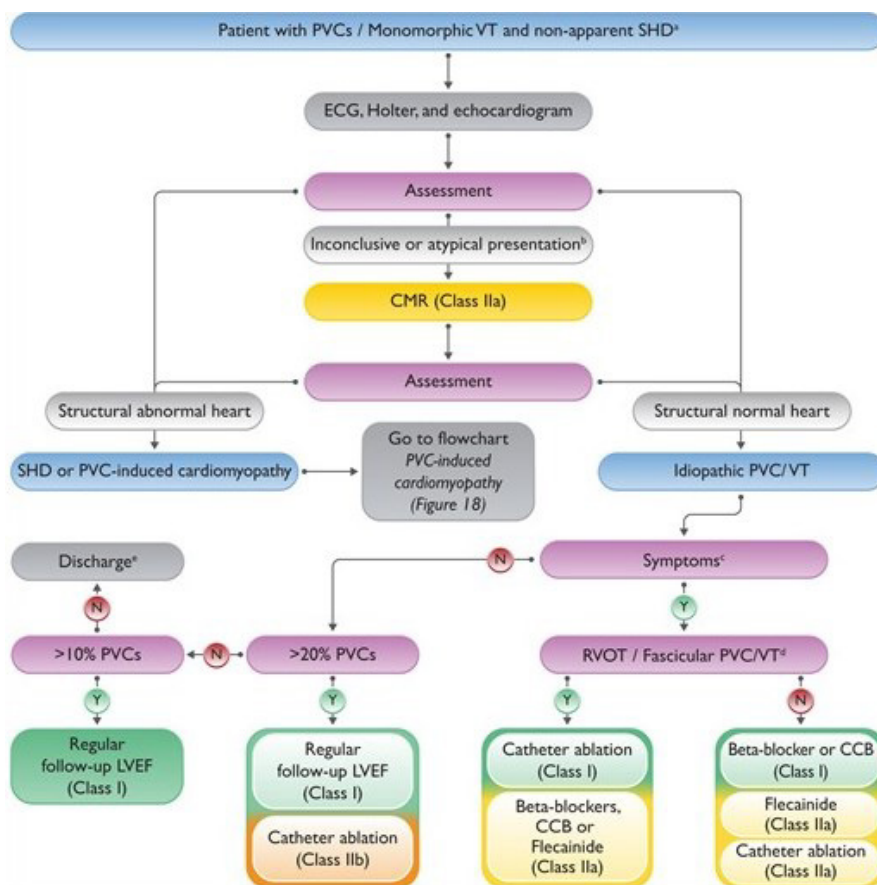 Patient with PVCs / Monomorphic VT and non-apparent SHDᵃ
ECG, Holter, and echocardiogram
Assessment
Inconclusive or atypical presentationᵇ
CMR (Class IIa)
Assessment
Structural abnormal heart
Structural normal heart
Go to flowchart
PVC-induced
cardiomyopathy
(Figure 18)
SHD or PVC-induced cardiomyopathy
Idiopathic PVC/VT
Dischargeᵉ
N
Symptomsᶜ
N
Y
>10% PVCs
N
>20% PVCs
RVOT / Fascicular PVC/VTᵈ
Y
Y
Y
N
Regular
follow-up LVEF
(Class I)
Regular
follow-up LVEF
(Class I)
Catheter ablation
(Class IIb)
Catheter ablation
(Class I)
Beta-blockers,
CCB or
Flecainide
(Class IIa)
Beta-blocker or CCB
(Class I)
Flecainide
(Class IIa)
Catheter ablation
(Class IIa)